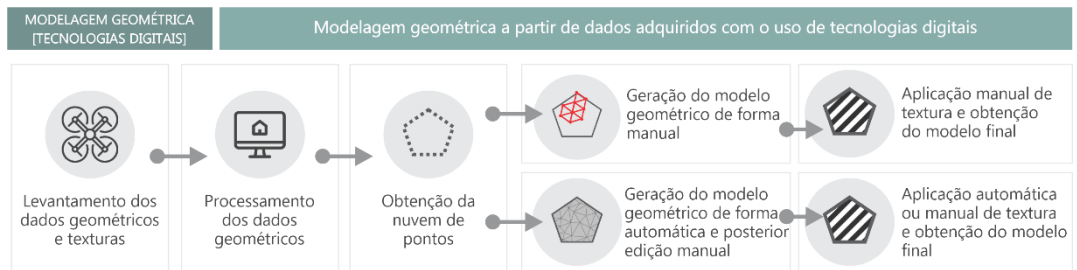 MODELAGEM GEOMÉTRICA
[TECNOLOGIAS DIGITAIS]
Modelagem geométrica a partir de dados adquiridos com o uso de tecnologias digitais
Levantamento dos
dados geométricos
e texturas
Processamento
dos dados
geométricos
Obtenção da
nuvem de
pontos
Geração do modelo
geométrico de forma
manual
Aplicação manual de
textura e obtenção
do modelo final
Geração do modelo
geométrico de forma
automática e posterior
edição manual
Aplicação automática
ou manual de textura
e obtenção do modelo
final